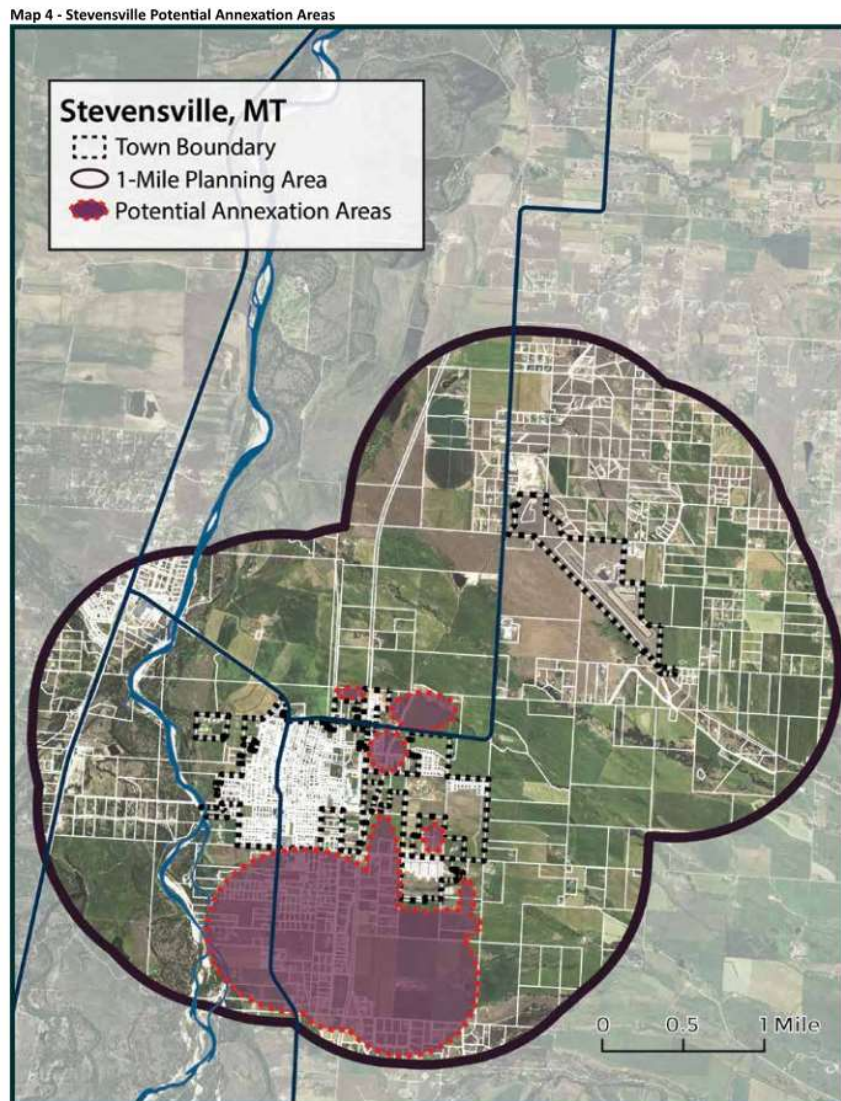 Map 4 - Stevensville Potential Annexation Areas
Stevensville, MT
Town Boundary
1-Mile Planning Area
Potential Annexation Areas
0 0.5 1 Mile